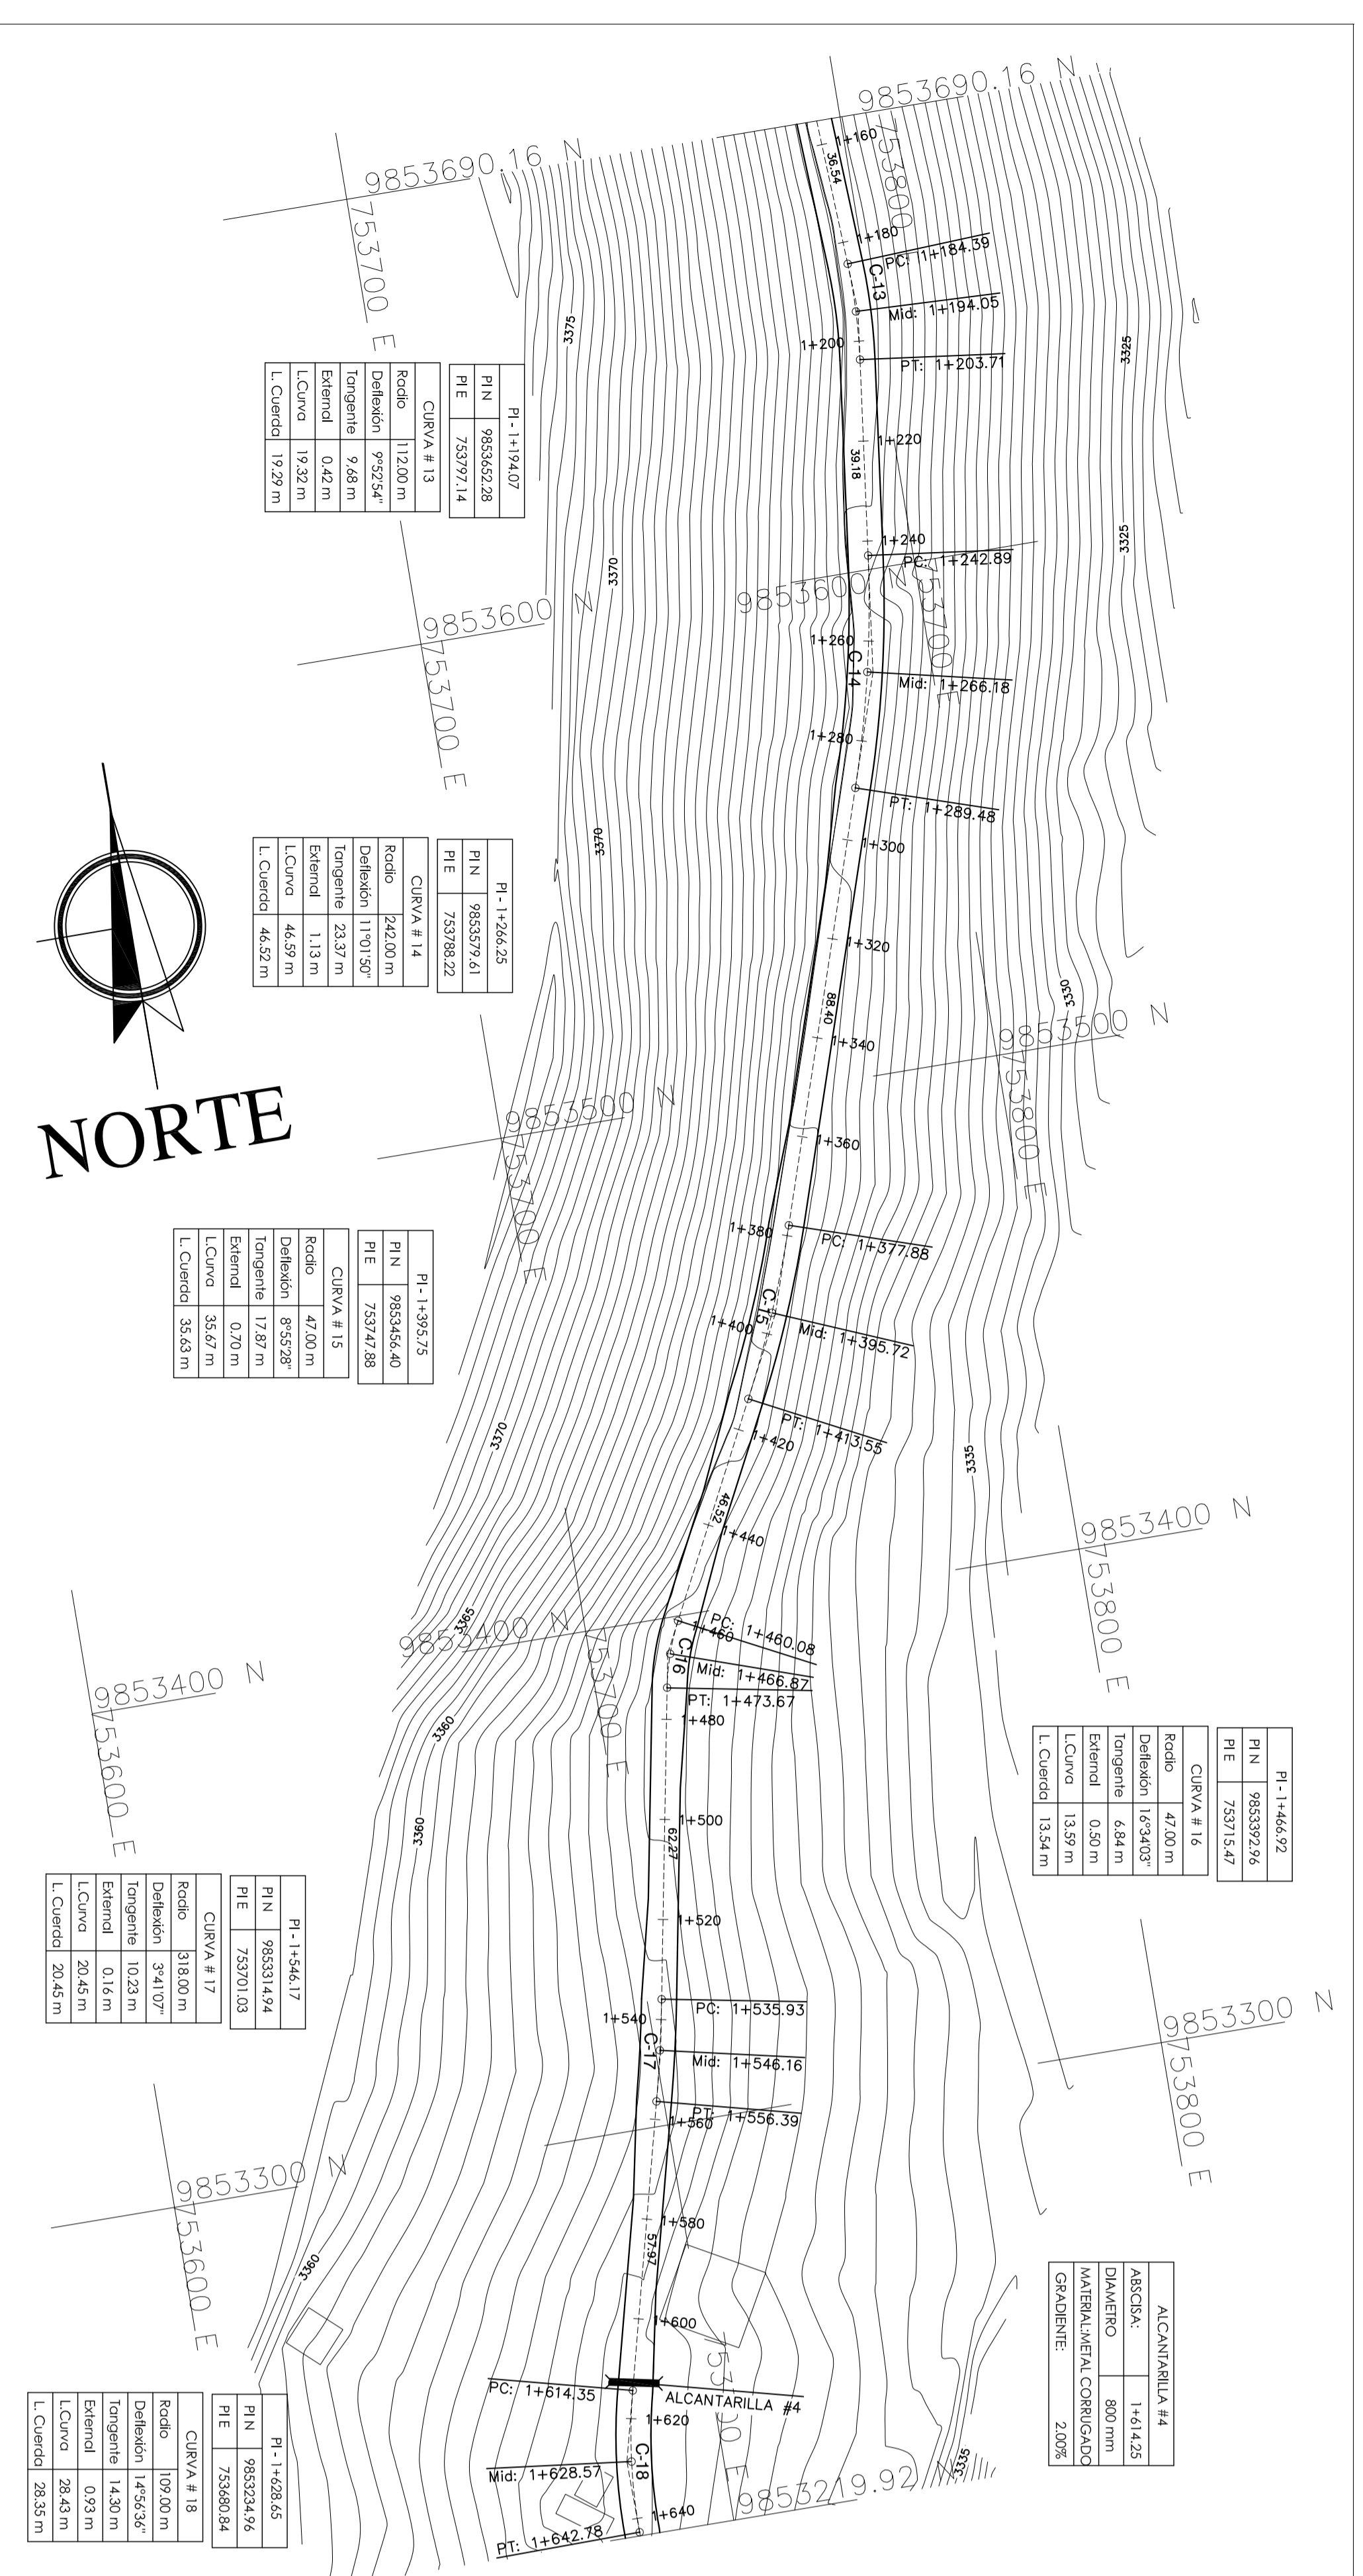 9853690.16 N
753800
9853690.16 N
753700 E
1+160
36.54
1+180
PC: 1+184.39
C-13
Mid: 1+194.05
1+200
PT: 1+203.71
1+220
39.18
1+240
PC: 1+242.89
9853600 N
753700 E
1+260
C-14
Mid: 1+266.18
1+280
PT: 1+289.48
1+300
1+320
88.40
1+340
1+360
PC: 1+377.88
1+380
C-15
Mid: 1+395.72
1+400
PT: 1+413.55
1+420
46.52
1+440
PC: 1+460.08
1+460
C-16
Mid: 1+466.87
PT: 1+473.67
1+480
1+500
62.27
1+520
PC: 1+535.93
1+540
C-17
Mid: 1+546.16
PT: 1+556.39
1+560
1+580
57.97
1+600
PC: 1+614.35
ALCANTARILLA #4
1+620
C-18
Mid: 1+628.57
1+640
PT: 1+642.78
9853219.92 N
3325
3325
3330
3335
3335
3375
3370
3370
3370
3365
3360
3360
3360
9853600 N
753700 E
9853500 N
753800 E
9853500 N
753700 E
9853400 N
753800 E
9853400 N
753700 E
9853400 N
753600 E
9853300 N
753800 E
9853300 N
753600 E
NORTE
PI - 1+194.07
PI N 9853652.28
PI E 753797.14
CURVA # 13
Radio 112.00 m
Deflexión 9°52'54"
Tangente 9.68 m
External 0.42 m
L.Curva 19.32 m
L. Cuerda 19.29 m
PI - 1+266.25
PI N 9853579.61
PI E 753788.22
CURVA # 14
Radio 242.00 m
Deflexión 11°01'50"
Tangente 23.37 m
External 1.13 m
L.Curva 46.59 m
L. Cuerda 46.52 m
PI - 1+395.75
PI N 9853456.40
PI E 753747.88
CURVA # 15
Radio 47.00 m
Deflexión 8°55'28"
Tangente 17.87 m
External 0.70 m
L.Curva 35.67 m
L. Cuerda 35.63 m
PI - 1+466.92
PI N 9853392.96
PI E 753715.47
CURVA # 16
Radio 47.00 m
Deflexión 16°34'03"
Tangente 6.84 m
External 0.50 m
L.Curva 13.59 m
L. Cuerda 13.54 m
PI - 1+546.17
PI N 9853314.94
PI E 753701.03
CURVA # 17
Radio 318.00 m
Deflexión 3°41'07"
Tangente 10.23 m
External 0.16 m
L.Curva 20.45 m
L. Cuerda 20.45 m
PI - 1+628.65
PI N 9853234.96
PI E 753680.84
CURVA # 18
Radio 109.00 m
Deflexión 14°56'36"
Tangente 14.30 m
External 0.93 m
L.Curva 28.43 m
L. Cuerda 28.35 m
ALCANTARILLA #4
ABSCISA: 1+614.25
DIAMETRO 800 mm
MATERIAL:METAL CORRUGADO
GRADIENTE: 2.00%